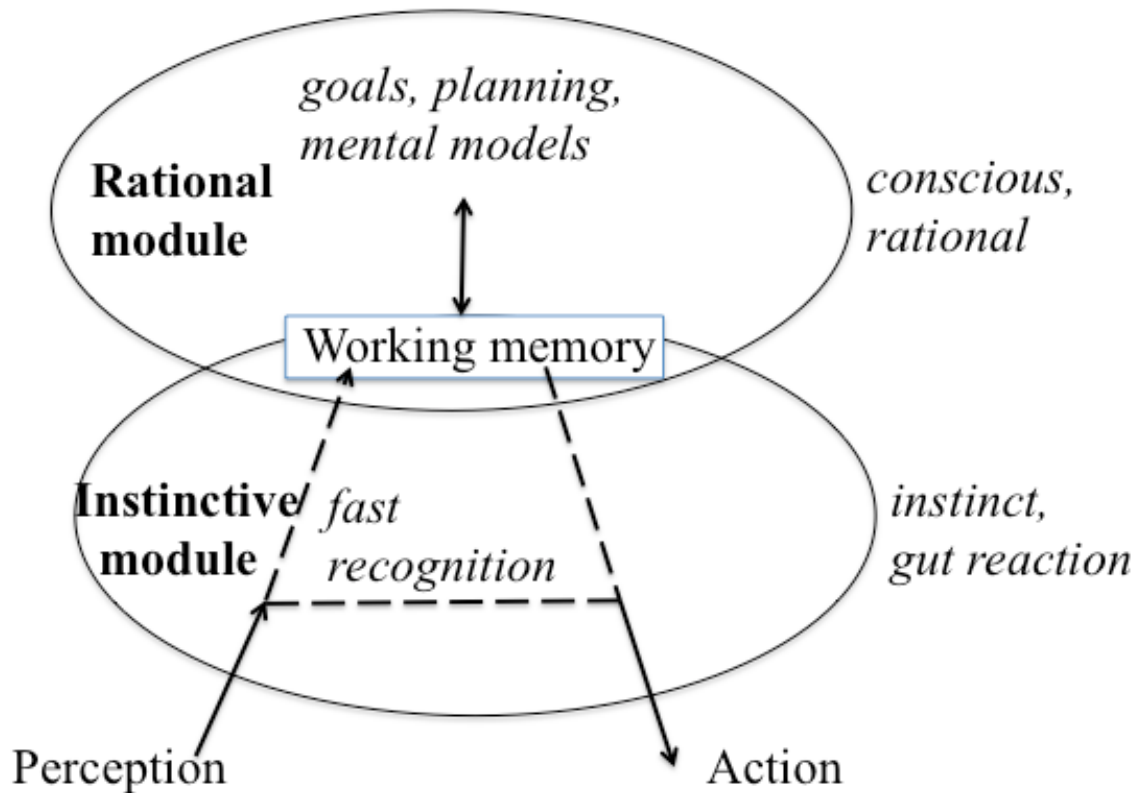 goals, planning,
mental models
Rational
module
conscious,
rational
Working memory
Instinctive
module
fast
recognition
instinct,
gut reaction
Perception
Action